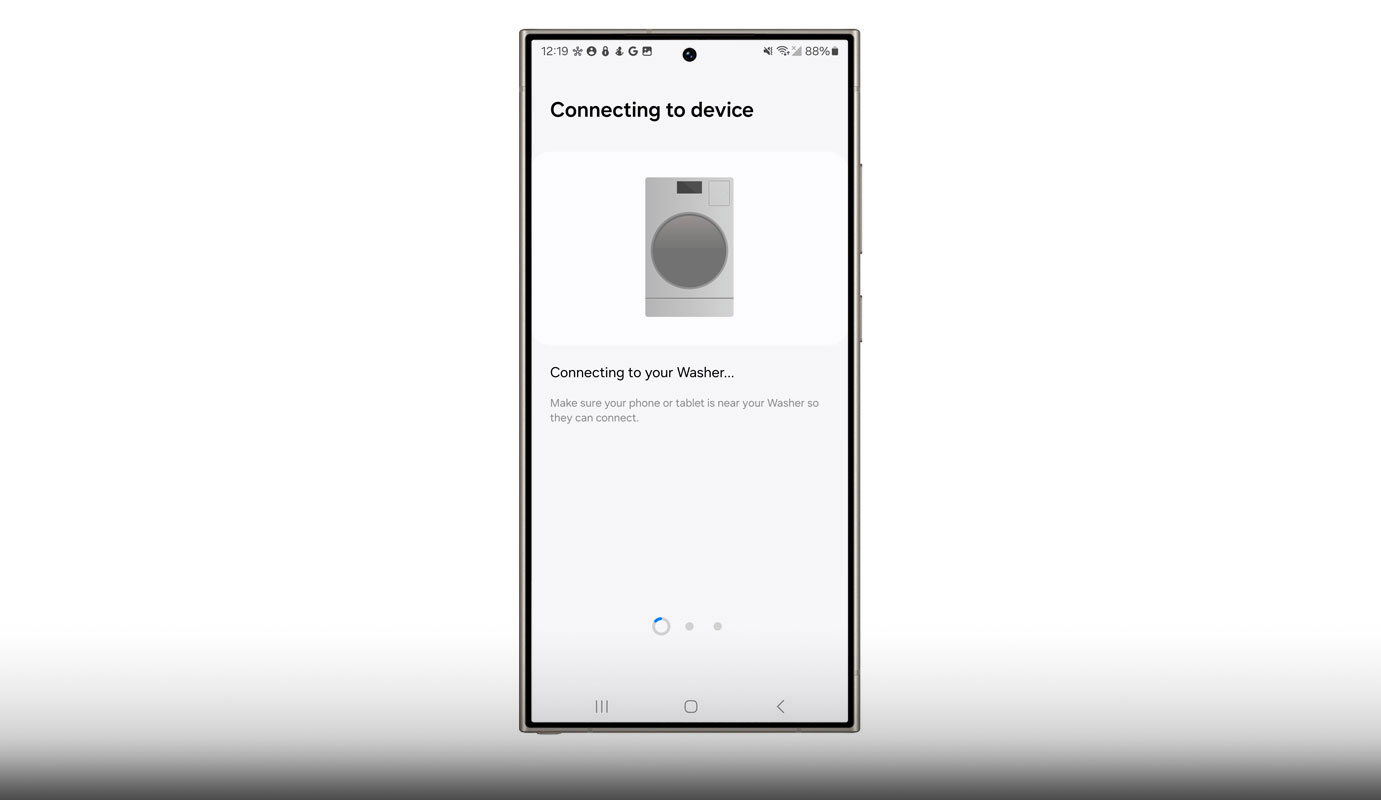 12:19 88%
Connecting to device
Connecting to your Washer...
Make sure your phone or tablet is near your Washer so
they can connect.